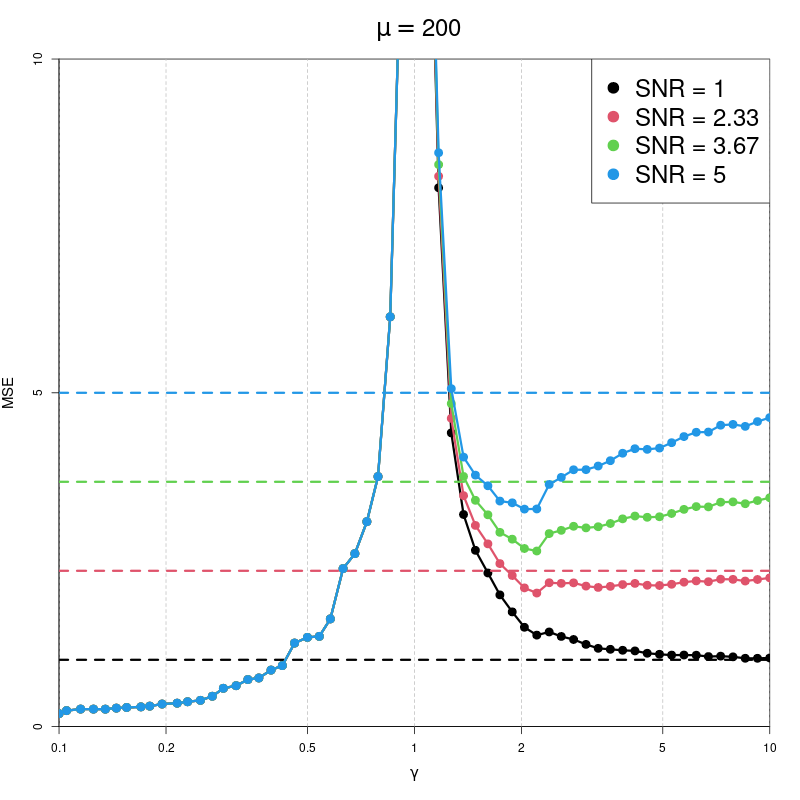 μ = 200
SNR = 1
SNR = 2.33
SNR = 3.67
SNR = 5
MSE
10
5
0
0.1 0.2 0.5 1 2 5 10
γ